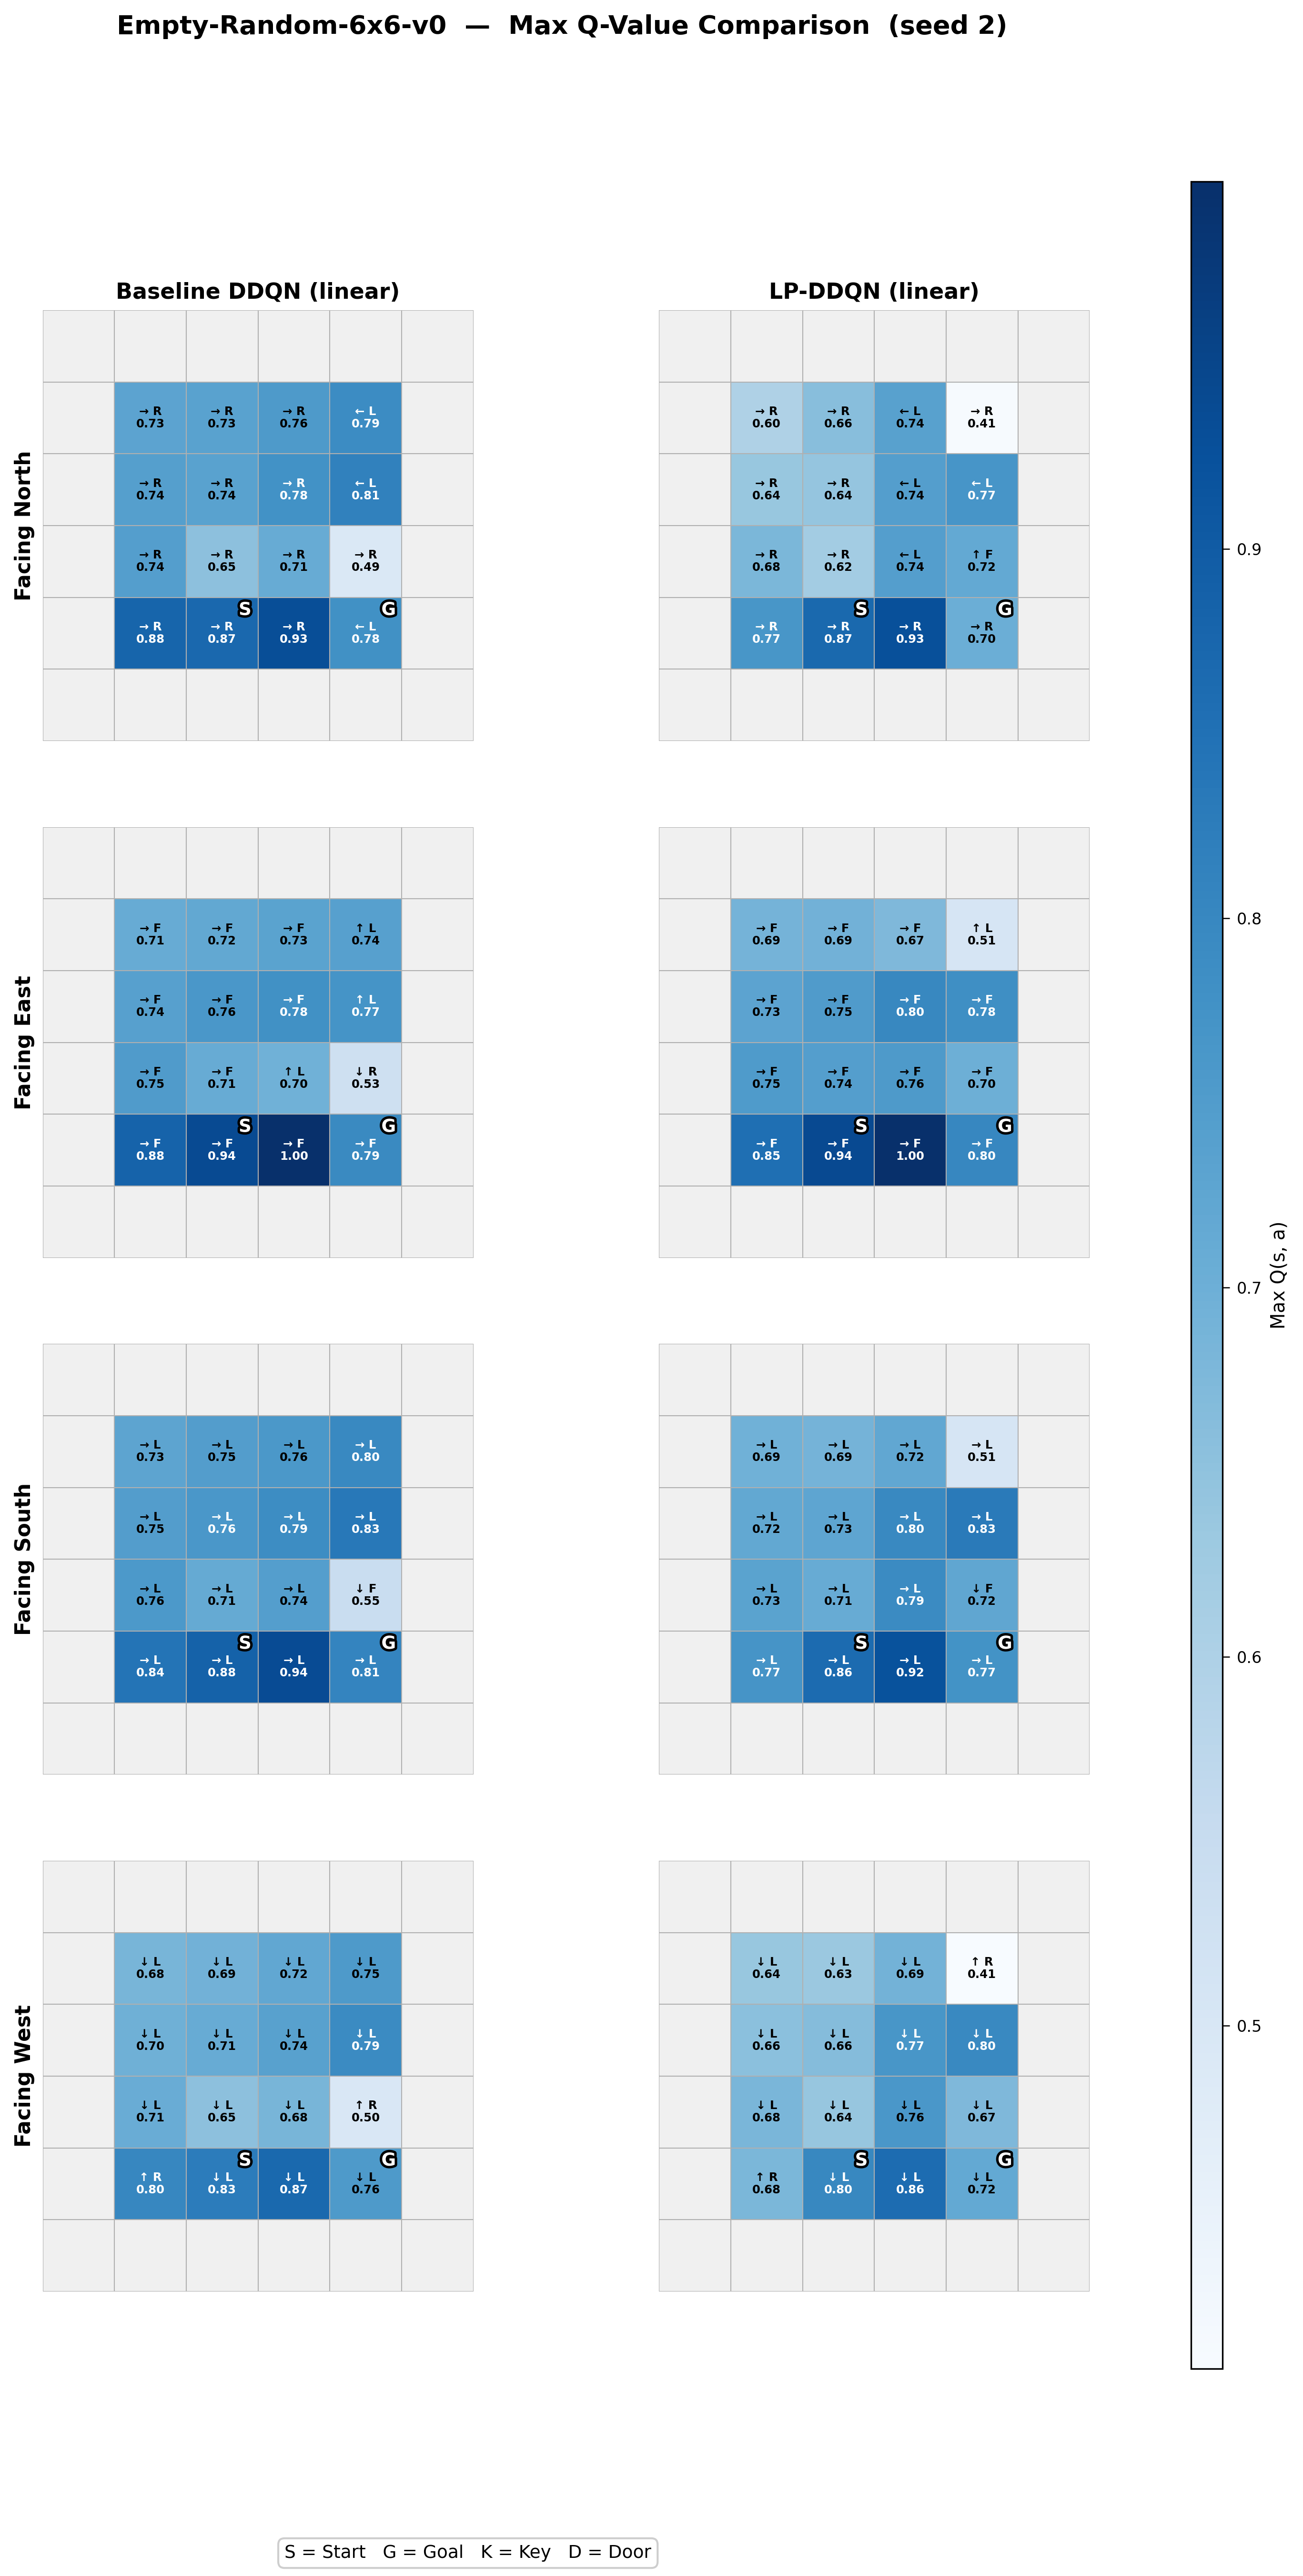 Empty-Random-6x6-v0 — Max Q-Value Comparison (seed 2)
Baseline DDQN (linear)
LP-DDQN (linear)
Facing North
→ R → R → R ← L
0.73 0.73 0.76 0.79
→ R → R → R ← L
0.74 0.74 0.78 0.81
→ R → R → R → R
0.74 0.65 0.71 0.49
S G
→ R → R → R ← L
0.88 0.87 0.93 0.78
→ R → R ← L → R
0.60 0.66 0.74 0.41
→ R → R ← L ← L
0.64 0.64 0.74 0.77
→ R → R ← L ↑ F
0.68 0.62 0.74 0.72
S G
→ R → R → R → R
0.77 0.87 0.93 0.70
Facing East
→ F → F → F ↑ L
0.71 0.72 0.73 0.74
→ F → F → F ↑ L
0.74 0.76 0.78 0.77
→ F → F ↑ L ↓ R
0.75 0.71 0.70 0.53
S G
→ F → F → F → F
0.88 0.94 1.00 0.79
→ F → F → F ↑ L
0.69 0.69 0.67 0.51
→ F → F → F → F
0.73 0.75 0.80 0.78
→ F → F → F → F
0.75 0.74 0.76 0.70
S G
→ F → F → F → F
0.85 0.94 1.00 0.80
Facing South
→ L → L → L → L
0.73 0.75 0.76 0.80
→ L → L → L → L
0.75 0.76 0.79 0.83
→ L → L → L ↓ F
0.76 0.71 0.74 0.55
S G
→ L → L → L → L
0.84 0.88 0.94 0.81
→ L → L → L → L
0.69 0.69 0.72 0.51
→ L → L → L → L
0.72 0.73 0.80 0.83
→ L → L → L ↓ F
0.73 0.71 0.79 0.72
S G
→ L → L → L → L
0.77 0.86 0.92 0.77
Facing West
↓ L ↓ L ↓ L ↓ L
0.68 0.69 0.72 0.75
↓ L ↓ L ↓ L ↓ L
0.70 0.71 0.74 0.79
↓ L ↓ L ↓ L ↑ R
0.71 0.65 0.68 0.50
S G
↑ R ↓ L ↓ L ↓ L
0.80 0.83 0.87 0.76
↓ L ↓ L ↓ L ↑ R
0.64 0.63 0.69 0.41
↓ L ↓ L ↓ L ↓ L
0.66 0.66 0.77 0.80
↓ L ↓ L ↓ L ↓ L
0.68 0.64 0.76 0.67
S G
↑ R ↓ L ↓ L ↓ L
0.68 0.80 0.86 0.72
0.9
0.8
0.7
0.6
0.5
Max Q(s, a)
S = Start G = Goal K = Key D = Door